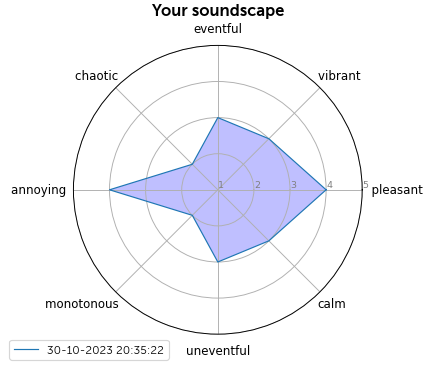 Your soundscape
eventful
chaotic
vibrant
annoying
1
2
3
4
5
pleasant
monotonous
calm
30-10-2023 20:35:22
uneventful